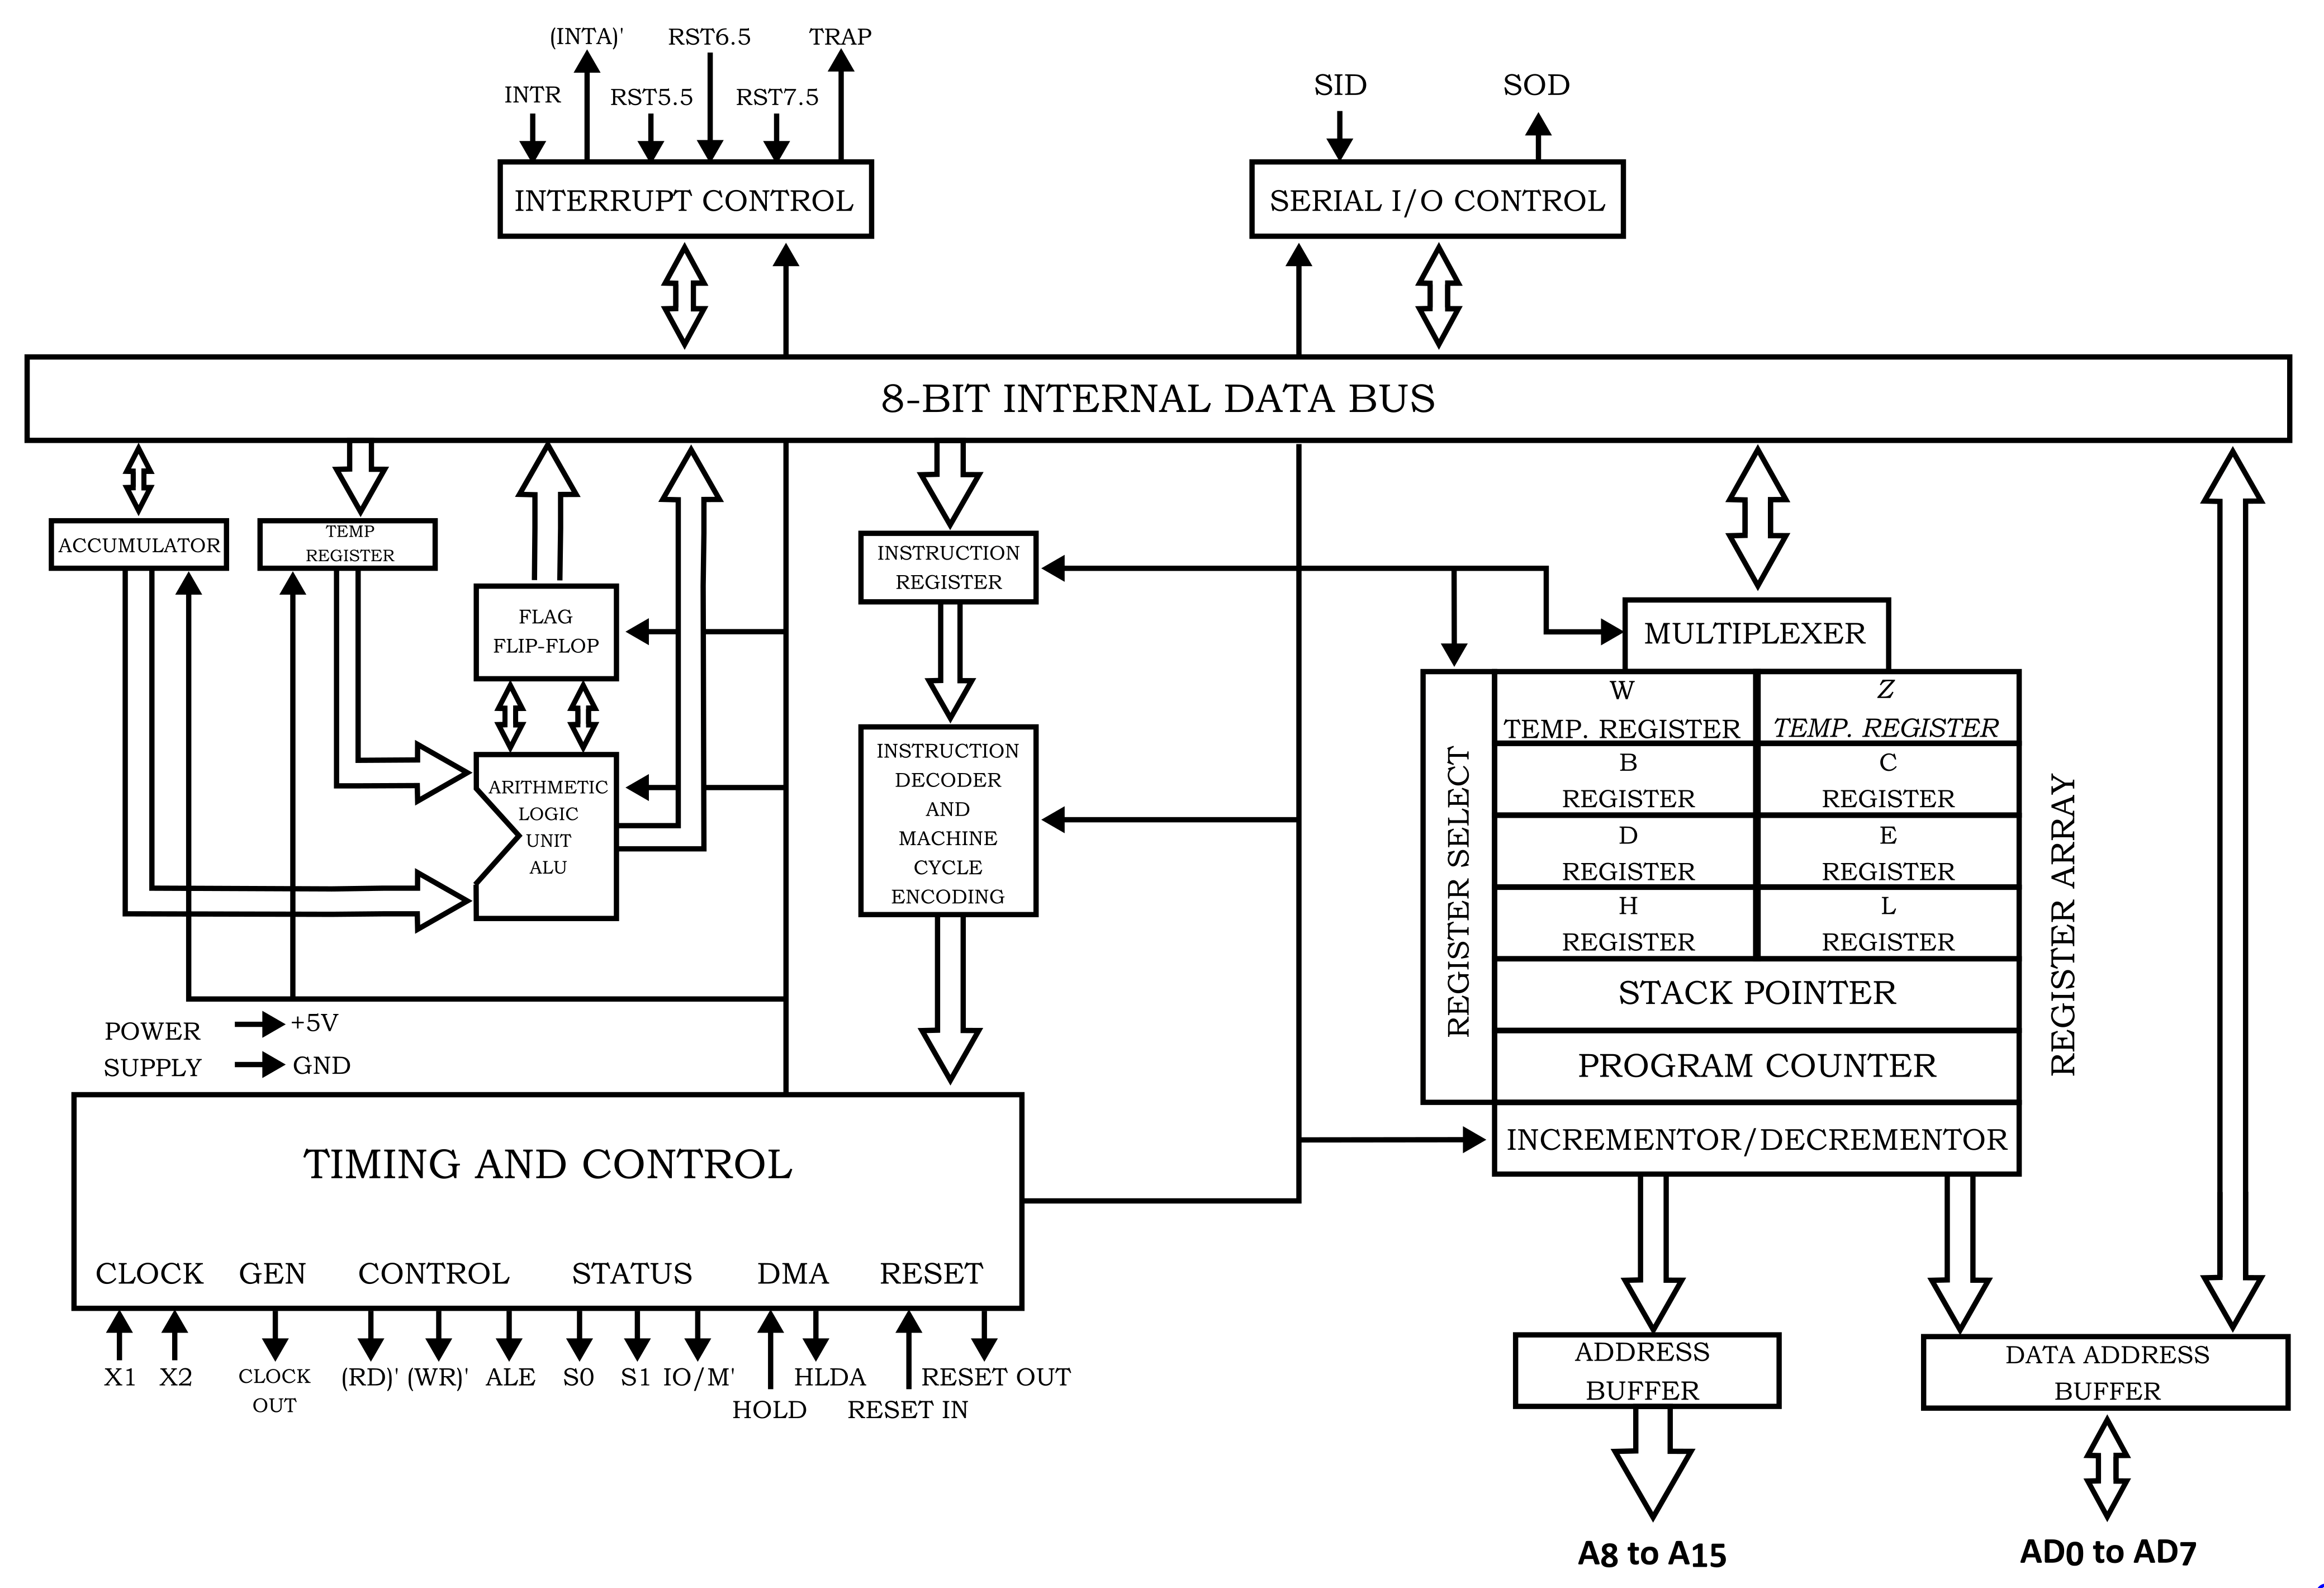 (INTA)' RST6.5 TRAP
INTR RST5.5 RST7.5
SID SOD
INTERRUPT CONTROL
SERIAL I/O CONTROL
8-BIT INTERNAL DATA BUS
ACCUMULATOR
TEMP
REGISTER
FLAG
FLIP-FLOP
ARITHMETIC
LOGIC
UNIT
ALU
INSTRUCTION
REGISTER
INSTRUCTION
DECODER
AND
MACHINE
CYCLE
ENCODING
MULTIPLEXER
REGISTER SELECT
W
TEMP. REGISTER
Z
TEMP. REGISTER
B
REGISTER
C
REGISTER
D
REGISTER
E
REGISTER
H
REGISTER
L
REGISTER
STACK POINTER
PROGRAM COUNTER
INCREMENTOR/DECREMENTOR
REGISTER ARRAY
POWER
SUPPLY
+5V
GND
TIMING AND CONTROL
CLOCK GEN CONTROL STATUS DMA RESET
X1 X2 CLOCK
OUT
(RD)' (WR)' ALE S0 S1 IO/M' HLDA RESET OUT
HOLD RESET IN
ADDRESS
BUFFER
DATA ADDRESS
BUFFER
A8 to A15
AD0 to AD7